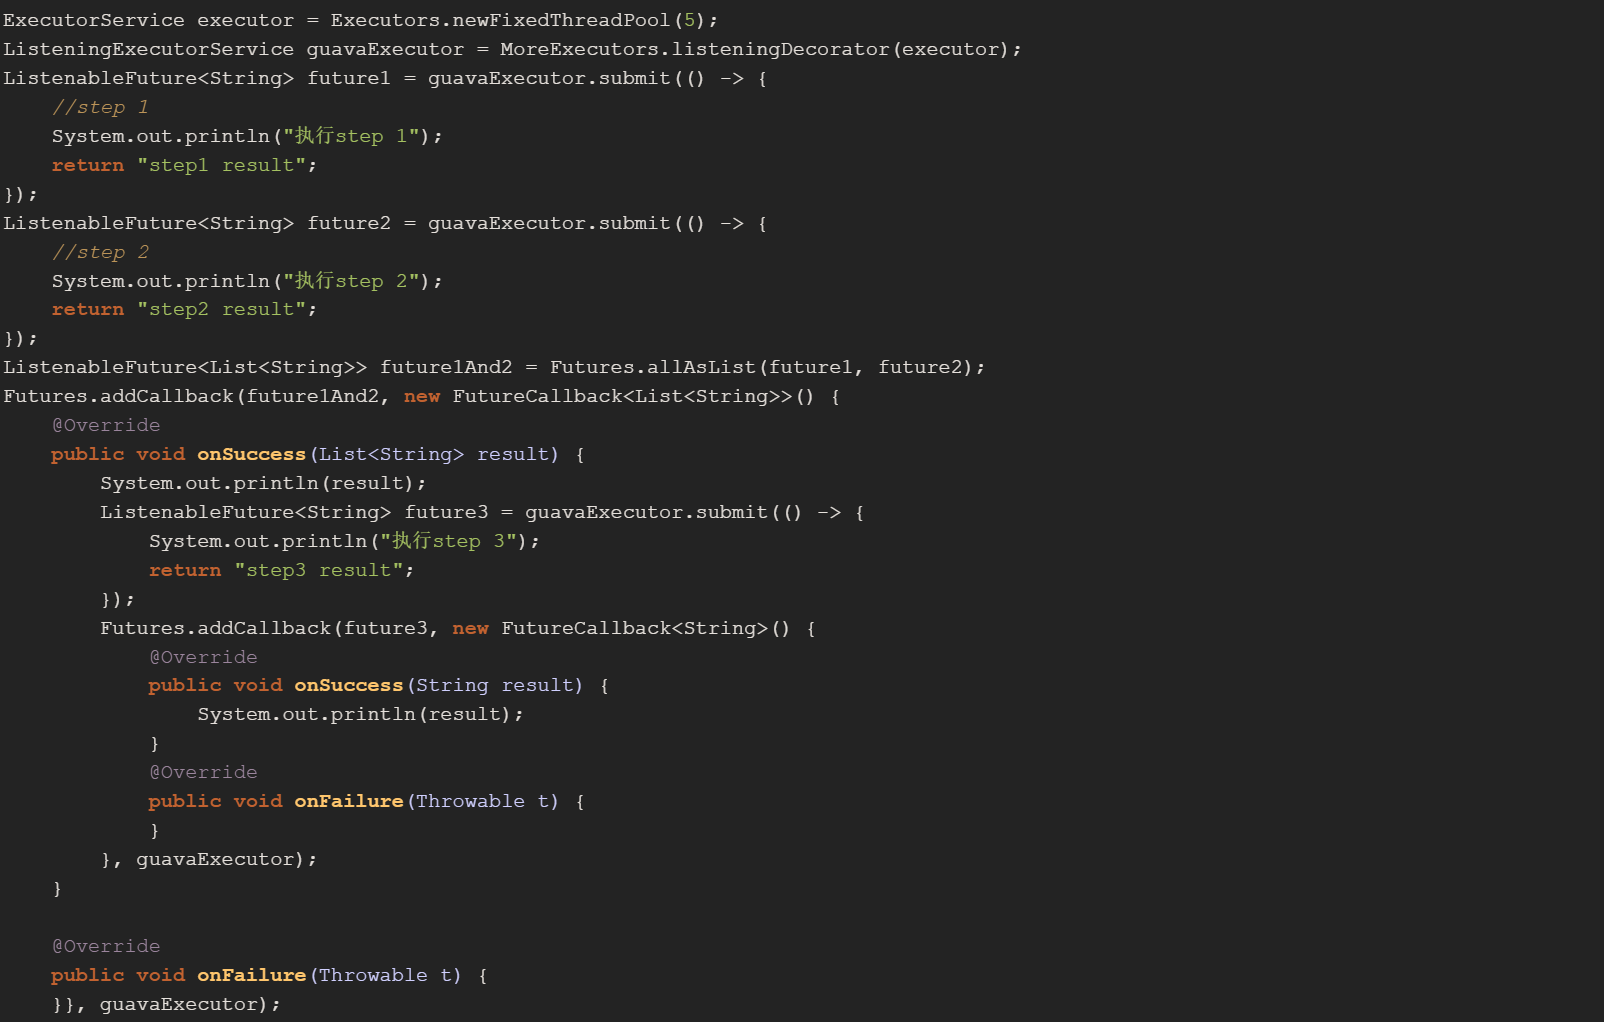 ExecutorService executor = Executors.newFixedThreadPool(5);
ListeningExecutorService guavaExecutor = MoreExecutors.listeningDecorator(executor);
ListenableFuture<String> future1 = guavaExecutor.submit(() -> {
    //step 1
    System.out.println("执行step 1");
    return "step1 result";
});
ListenableFuture<String> future2 = guavaExecutor.submit(() -> {
    //step 2
    System.out.println("执行step 2");
    return "step2 result";
});
ListenableFuture<List<String>> future1And2 = Futures.allAsList(future1, future2);
Futures.addCallback(future1And2, new FutureCallback<List<String>>() {
    @Override
    public void onSuccess(List<String> result) {
        System.out.println(result);
        ListenableFuture<String> future3 = guavaExecutor.submit(() -> {
            System.out.println("执行step 3");
            return "step3 result";
        });
        Futures.addCallback(future3, new FutureCallback<String>() {
            @Override
            public void onSuccess(String result) {
                System.out.println(result);
            }
            @Override
            public void onFailure(Throwable t) {
            }
        }, guavaExecutor);
    }

    @Override
    public void onFailure(Throwable t) {
    }}, guavaExecutor);